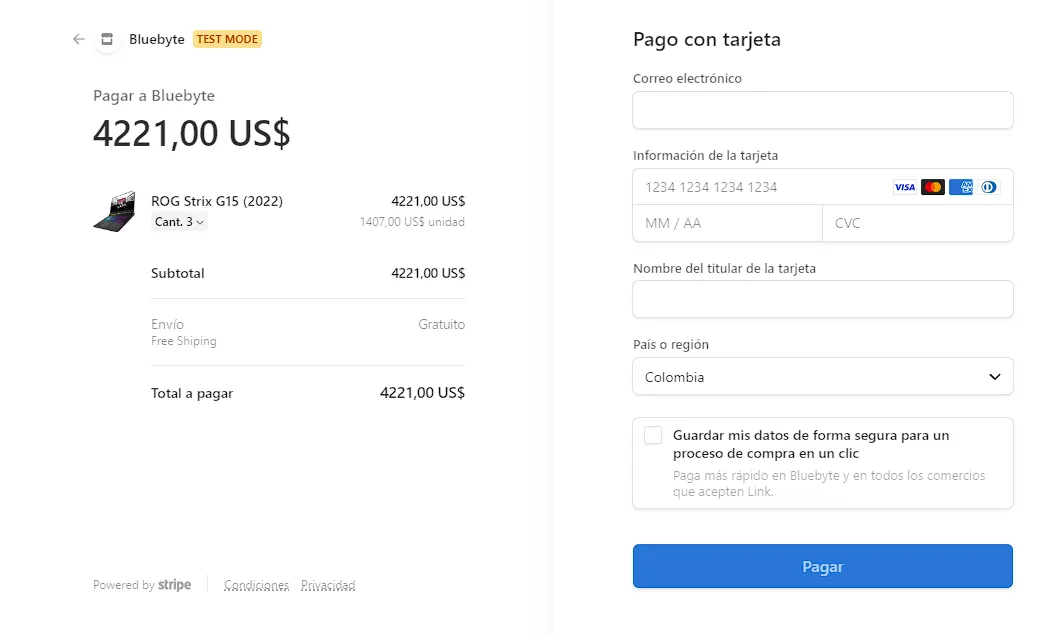 Bluebyte TEST MODE
Pagar a Bluebyte
4221,00 US$
ROG Strix G15 (2022) 4221,00 US$
Cant. 3 1407,00 US$ unidad
Subtotal 4221,00 US$
Envío Gratuito
Free Shiping
Total a pagar 4221,00 US$
Powered by stripe Condiciones Privacidad
Pago con tarjeta
Correo electrónico
Información de la tarjeta
1234 1234 1234 1234 VISA
MM / AA CVC
Nombre del titular de la tarjeta
País o región
Colombia
Guardar mis datos de forma segura para un
proceso de compra en un clic
Paga más rápido en Bluebyte y en todos los comercios
que acepten Link.
Pagar